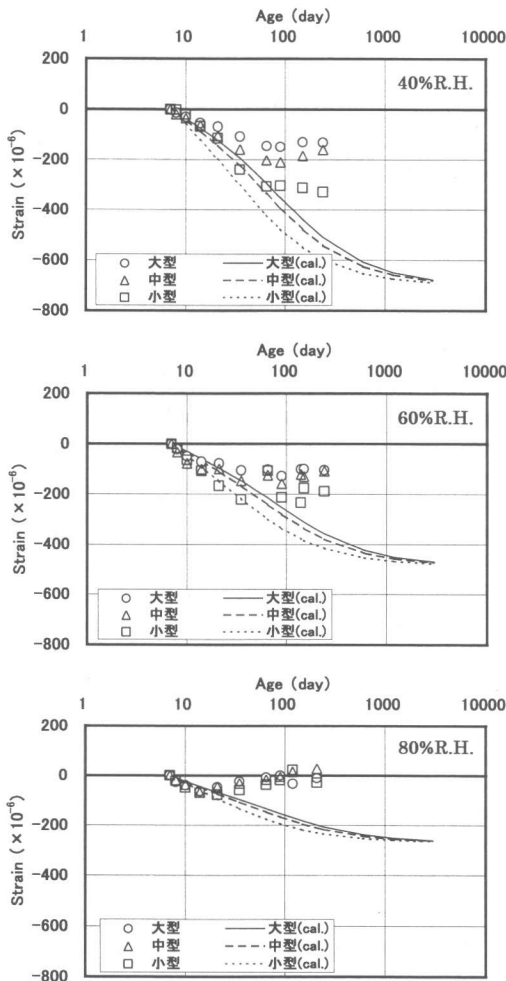 Age (day)
1 10 100 1000 10000
200
0
-200
-400
-600
-800
Strain (×10⁻⁶)
40%R.H.
○ 大型 大型(cal.)
△ 中型 中型(cal.)
□ 小型 小型(cal.)
Age (day)
1 10 100 1000 10000
200
0
-200
-400
-600
-800
Strain (×10⁻⁶)
60%R.H.
○ 大型 大型(cal.)
△ 中型 中型(cal.)
□ 小型 小型(cal.)
Age (day)
1 10 100 1000 10000
200
0
-200
-400
-600
-800
Strain (×10⁻⁶)
80%R.H.
○ 大型 大型(cal.)
△ 中型 中型(cal.)
□ 小型 小型(cal.)